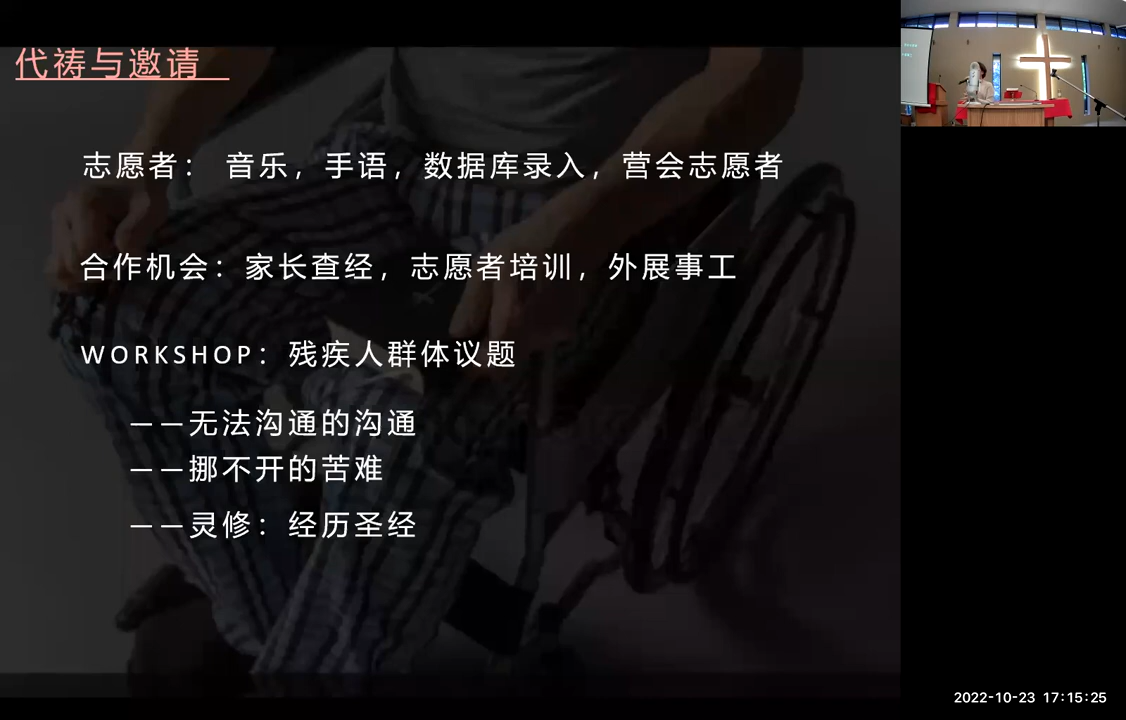 代祷与邀请
志愿者： 音乐，手语，数据库录入，营会志愿者
合作机会：家长查经，志愿者培训，外展事工
WORKSHOP：残疾人群体议题
——无法沟通的沟通
——挪不开的苦难
——灵修：经历圣经
2022-10-23 17:15:25